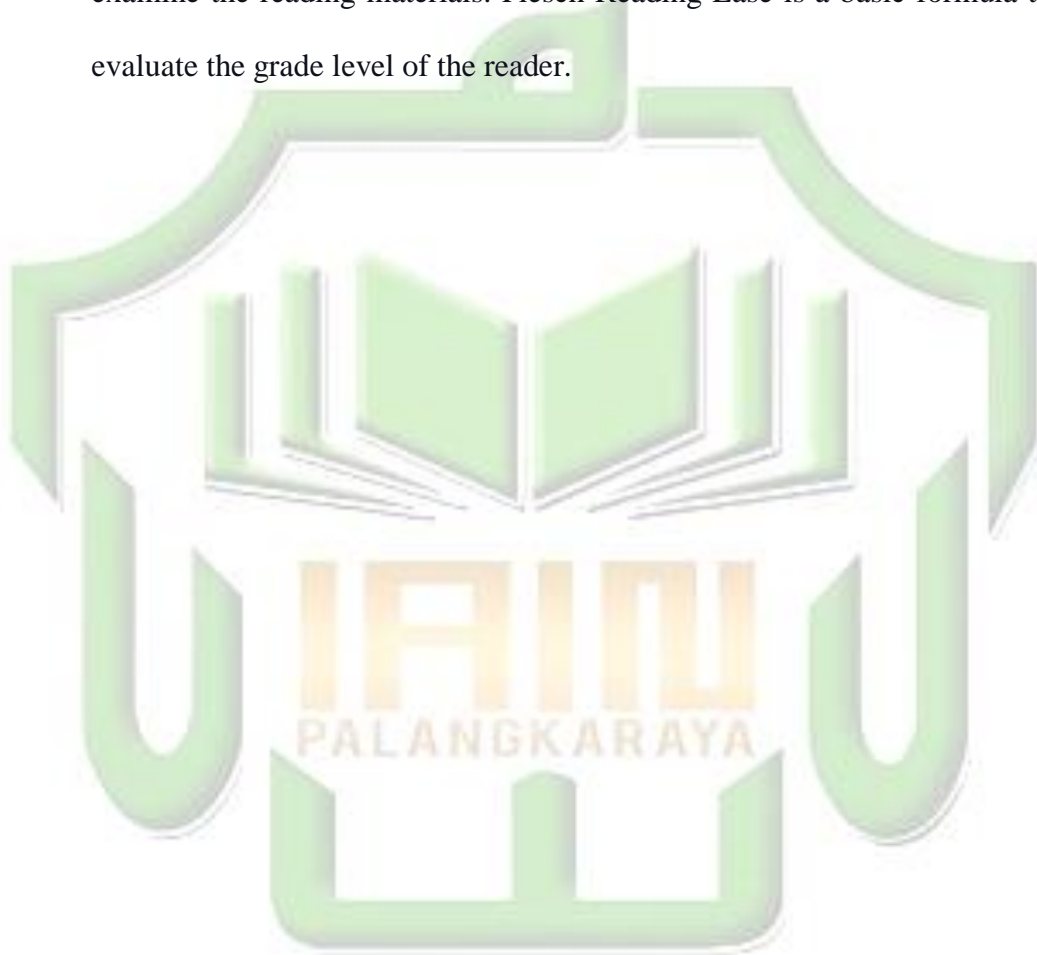 examine the reading materials. Flesch Reading Ease is a basic formula t
evaluate the grade level of the reader.
IAIN
PALANGKARAYA